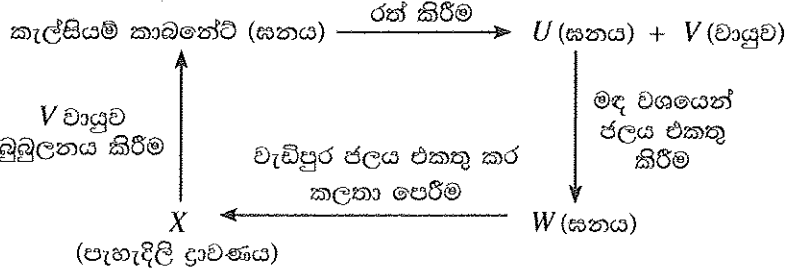 කැල්සියම් කාබනේට් (ඝනය)
රත් කිරීම
U (ඝනය) + V (වායුව)
V වායුව
බුබුලනය කිරීම
වැඩිපුර ජලය එකතු කර
කලතා පෙරීම
මඳ වශයෙන්
ජලය එකතු
කිරීම
X
(පැහැදිලි ද්‍රාවණය)
W (ඝනය)